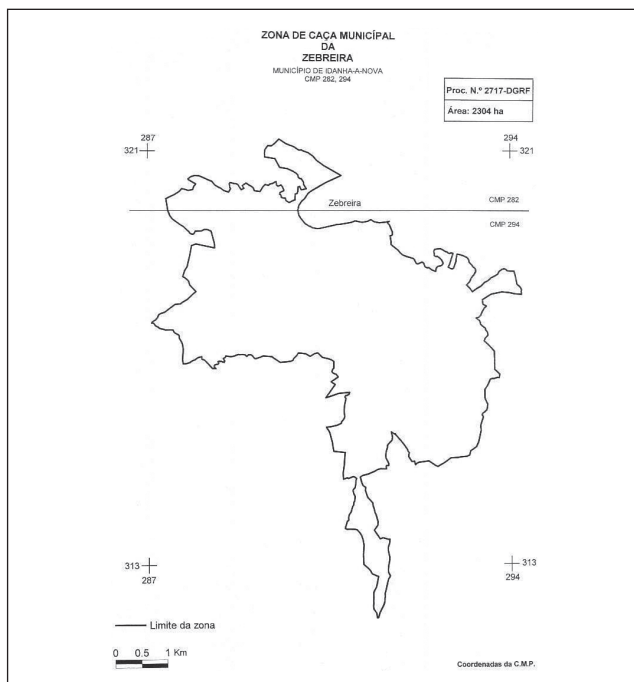 ZONA DE CAÇA MUNICÍPAL
DA
ZEBREIRA
MUNICÍPIO DE IDANHA-A-NOVA
CMP 282, 294
Proc. N.º 2717-DGRF
Área: 2304 ha
287
321
294
321
Zebreira
CMP 282
CMP 294
313
287
313
294
Limite da zona
0 0.5 1 Km
Coordenadas da C.M.P.